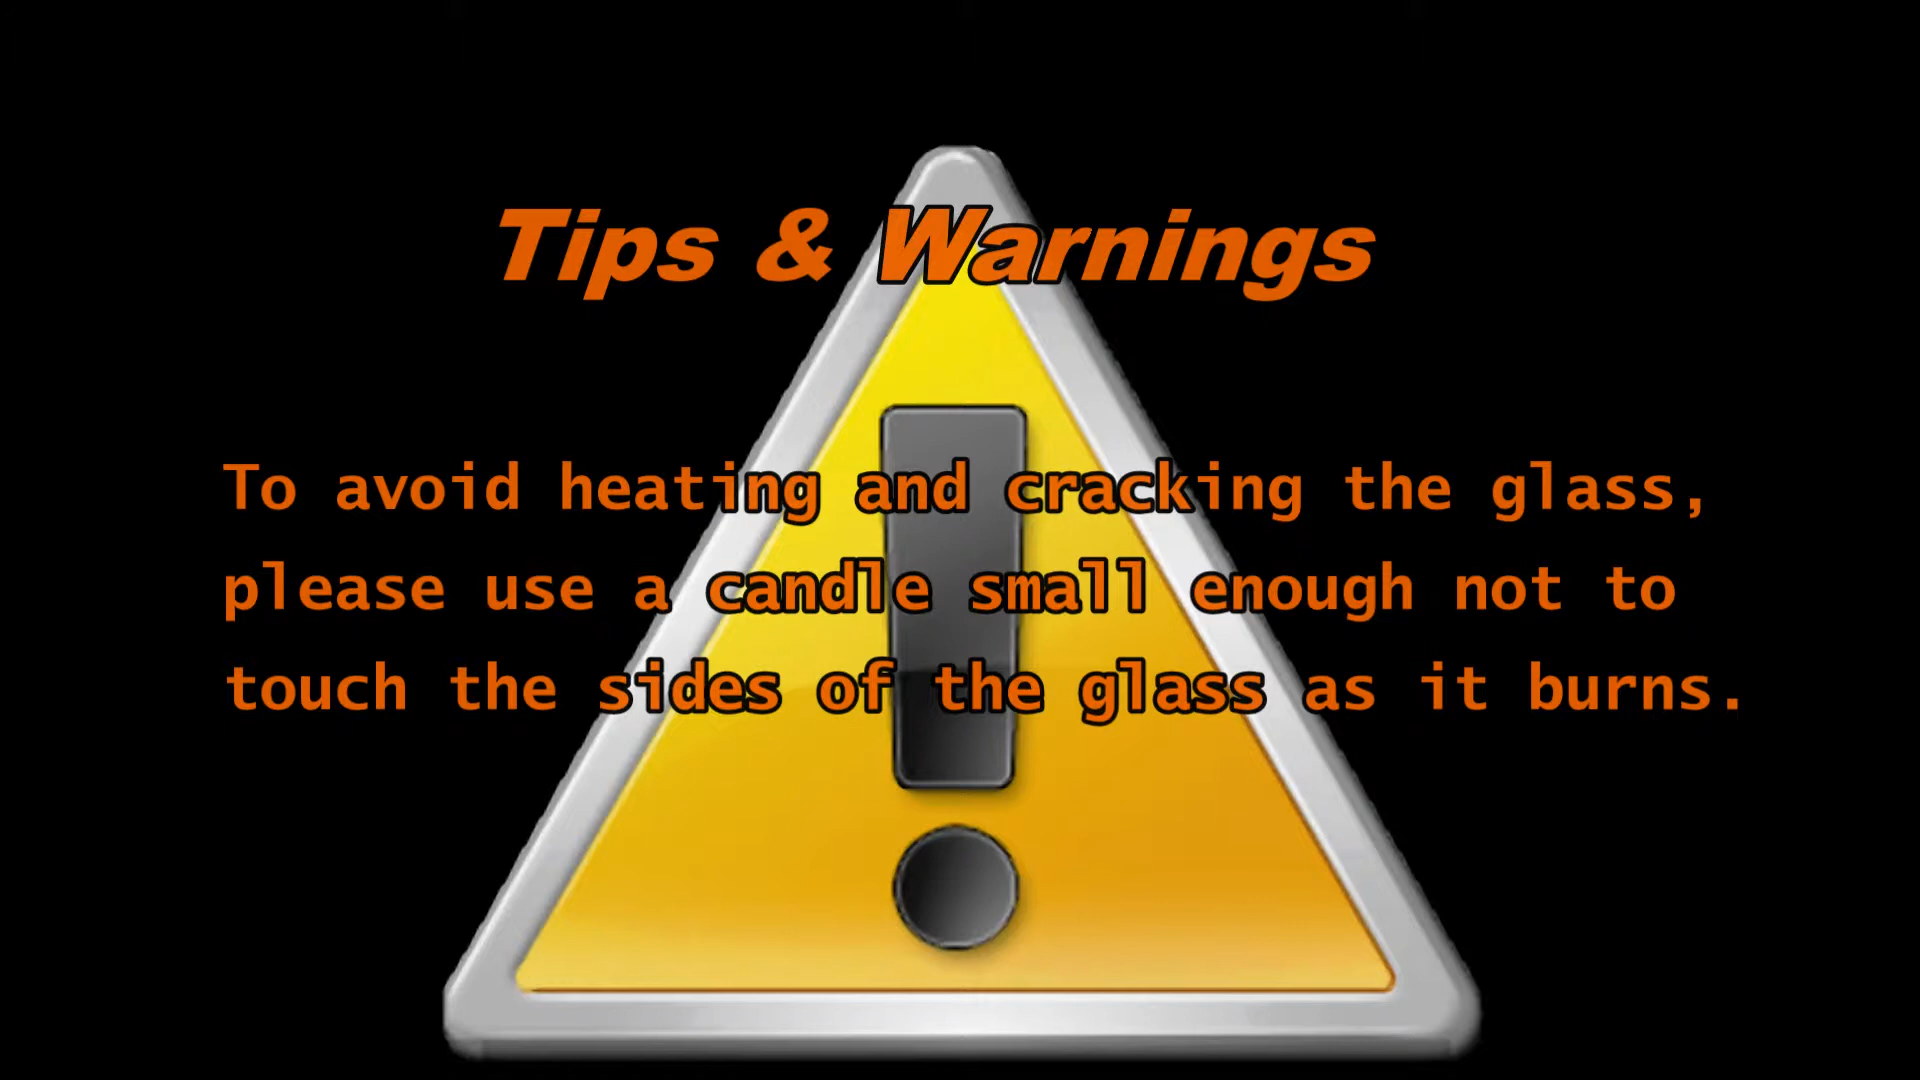 Tips & Warnings
To avoid heating and cracking the glass,
please use a candle small enough not to
touch the sides of the glass as it burns.